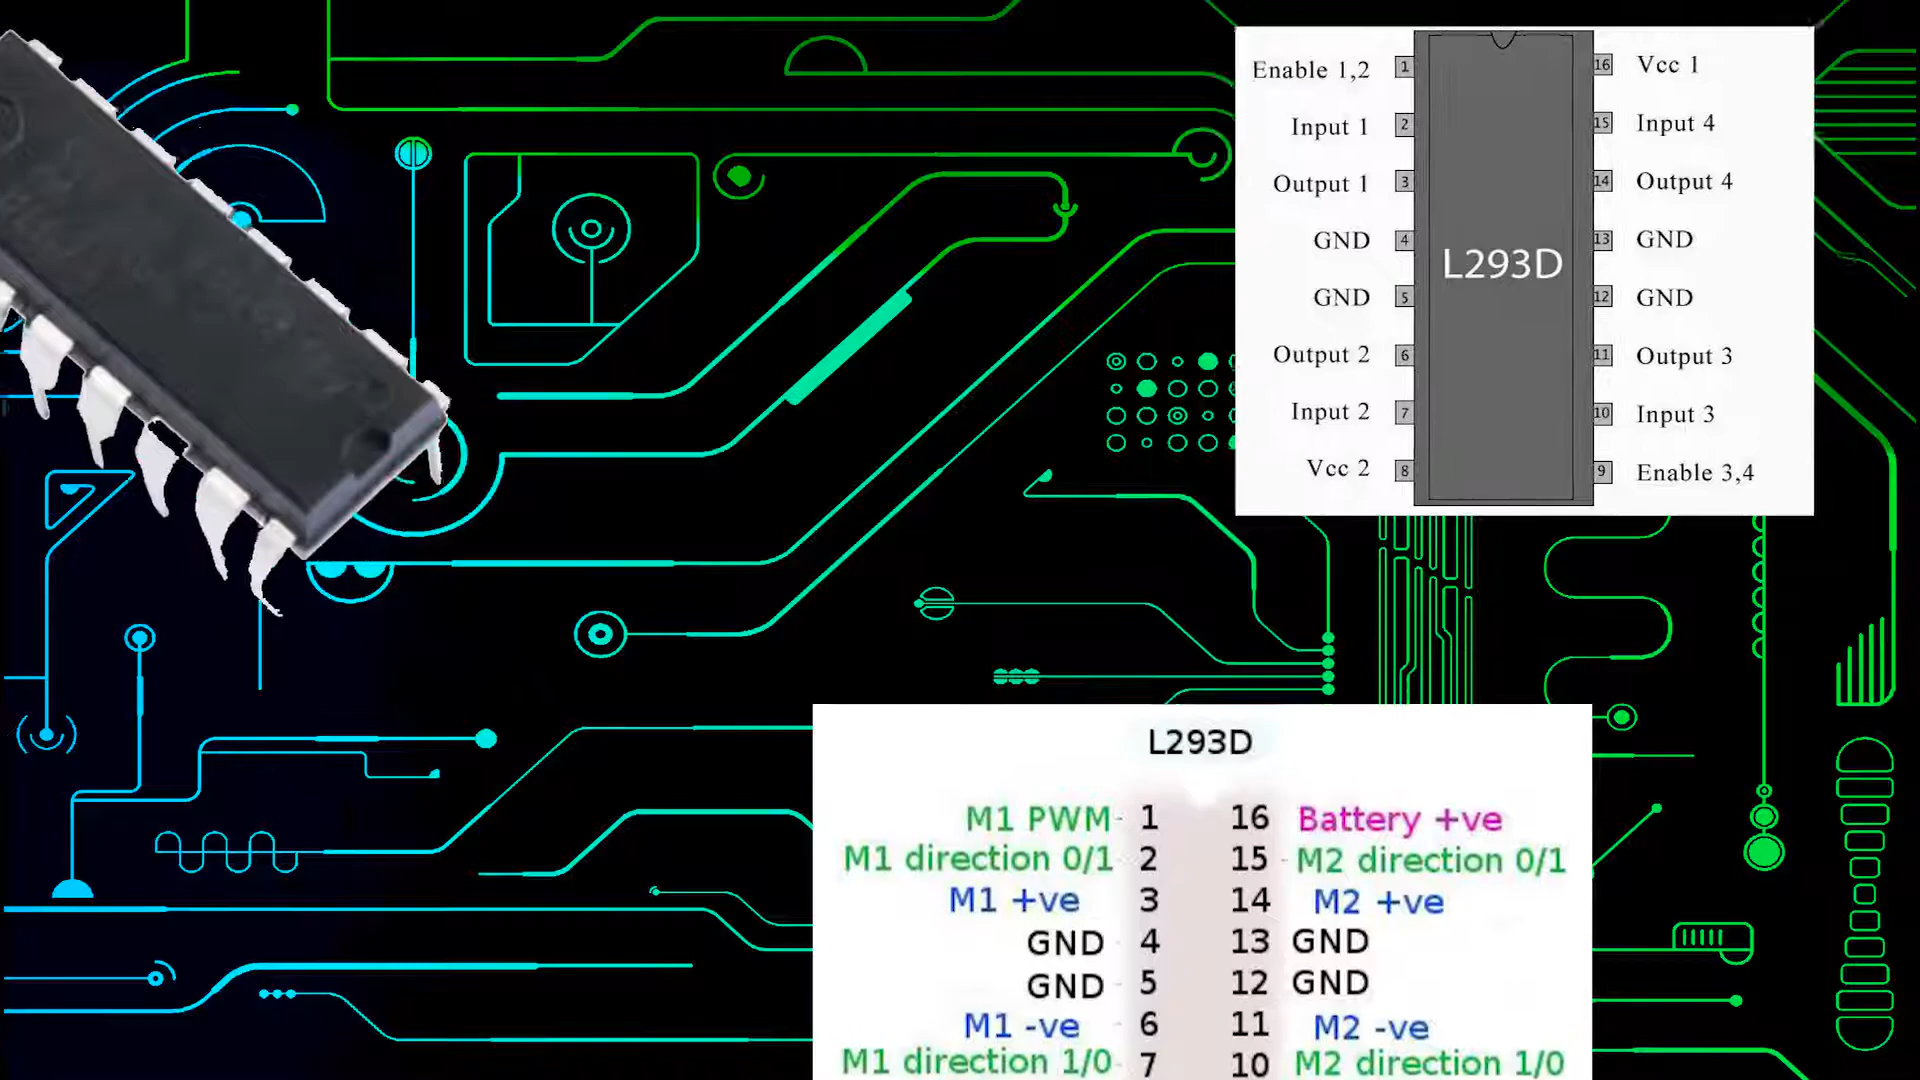 Enable 1,2 1 16 Vcc 1
Input 1 2 15 Input 4
Output 1 3 14 Output 4
GND 4 13 GND
L293D
GND 5 12 GND
Output 2 6 11 Output 3
Input 2 7 10 Input 3
Vcc 2 8 9 Enable 3,4
L293D
M1 PWM 1 16 Battery +ve
M1 direction 0/1 2 15 M2 direction 0/1
M1 +ve 3 14 M2 +ve
GND 4 13 GND
GND 5 12 GND
M1 -ve 6 11 M2 -ve
M1 direction 1/0 7 10 M2 direction 1/0